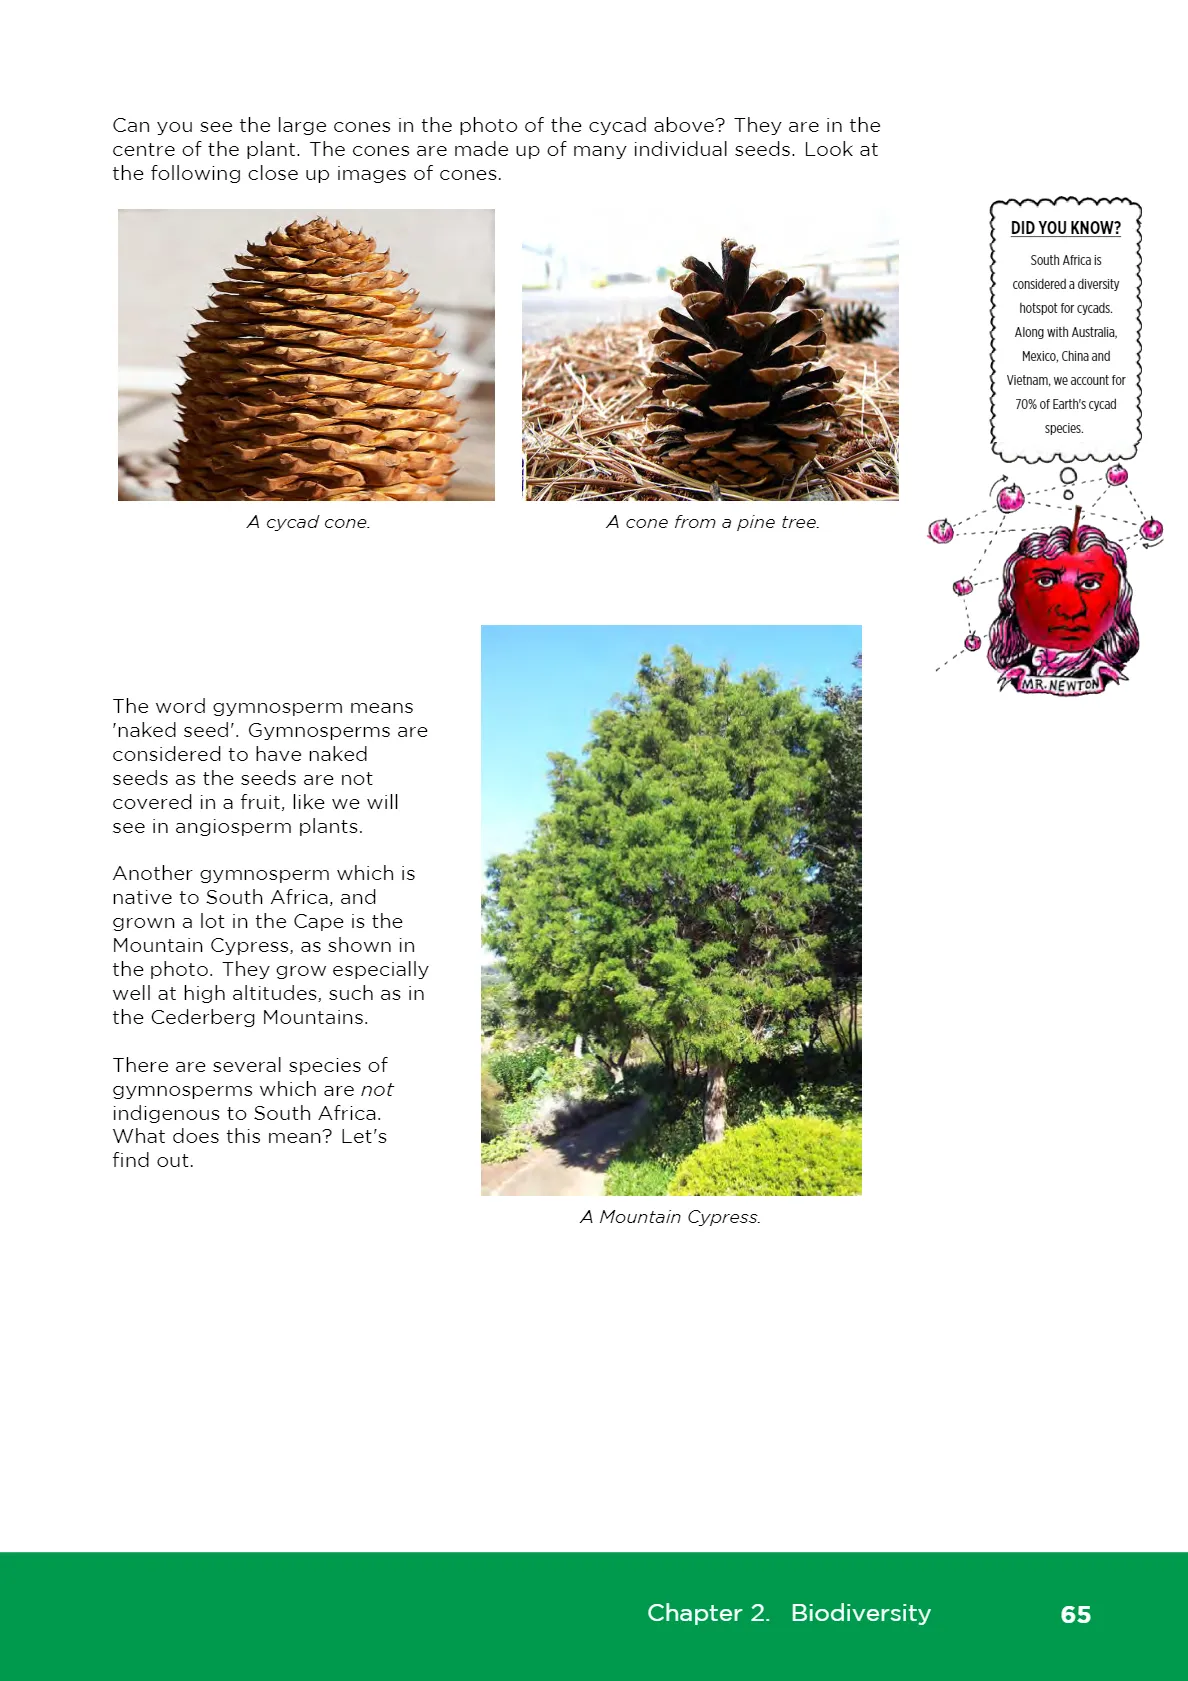 Can you see the large cones in the photo of the cycad above? They are in the
centre of the plant. The cones are made up of many individual seeds. Look at
the following close up images of cones.
A cycad cone.
A cone from a pine tree.
DID YOU KNOW?
South Africa is
considered a diversity
hotspot for cycads.
Along with Australia,
Mexico, China and
Vietnam, we account for
70% of Earth's cycad
species.
MR. NEWTON
The word gymnosperm means
'naked seed'. Gymnosperms are
considered to have naked
seeds as the seeds are not
covered in a fruit, like we will
see in angiosperm plants.
Another gymnosperm which is
native to South Africa, and
grown a lot in the Cape is the
Mountain Cypress, as shown in
the photo. They grow especially
well at high altitudes, such as in
the Cederberg Mountains.
There are several species of
gymnosperms which are not
indigenous to South Africa.
What does this mean? Let's
find out.
A Mountain Cypress.
Chapter 2. Biodiversity 65